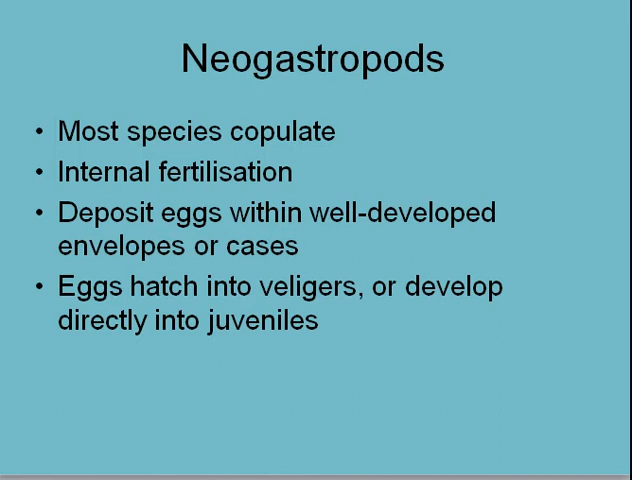 Neogastropods
• Most species copulate
• Internal fertilisation
• Deposit eggs within well-developed
envelopes or cases
• Eggs hatch into veligers, or develop
directly into juveniles